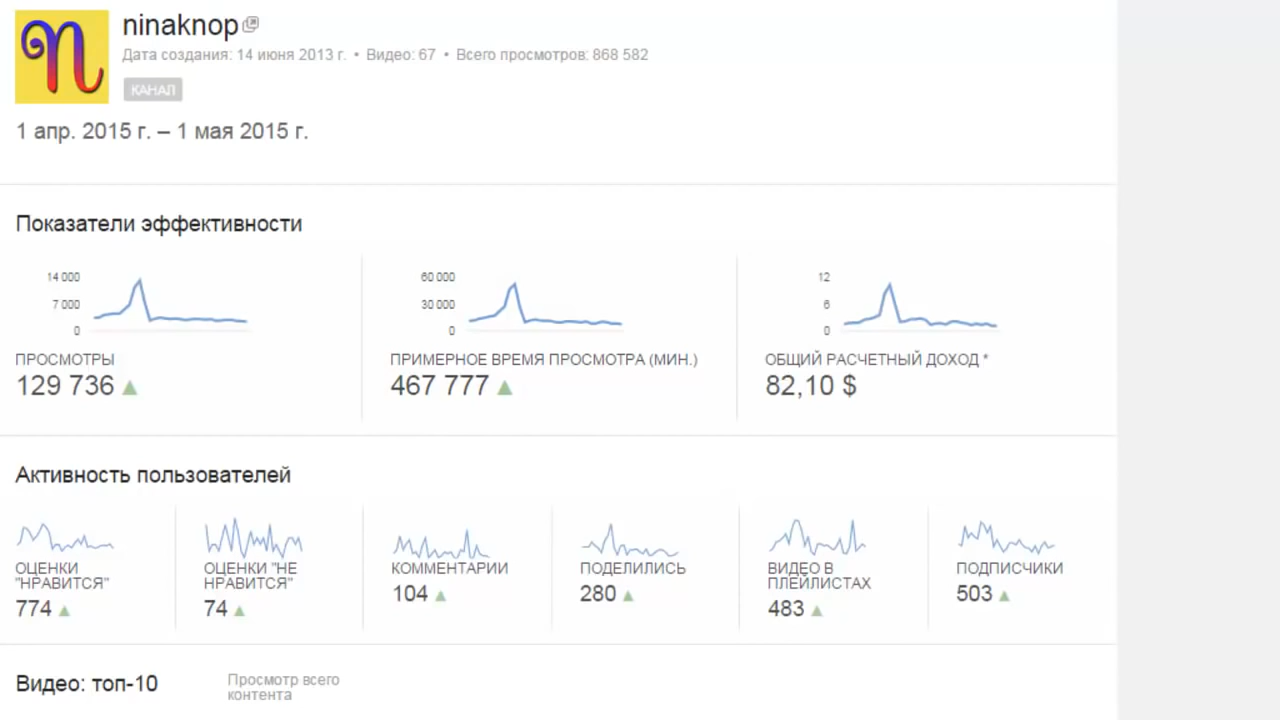 n
ninaknop
Дата создания: 14 июня 2013 г. • Видео: 67 • Всего просмотров: 868 582
КАНАЛ
1 апр. 2015 г. – 1 мая 2015 г.
Показатели эффективности
14 000
7 000
0
ПРОСМОТРЫ
129 736
60 000
30 000
0
ПРИМЕРНОЕ ВРЕМЯ ПРОСМОТРА (МИН.)
467 777
12
6
0
ОБЩИЙ РАСЧЕТНЫЙ ДОХОД *
82,10 $
Активность пользователей
ОЦЕНКИ
"НРАВИТСЯ"
774
ОЦЕНКИ "НЕ
НРАВИТСЯ"
74
КОММЕНТАРИИ
104
ПОДЕЛИЛИСЬ
280
ВИДЕО В
ПЛЕЙЛИСТАХ
483
ПОДПИСЧИКИ
503
Видео: топ-10
Просмотр всего
контента